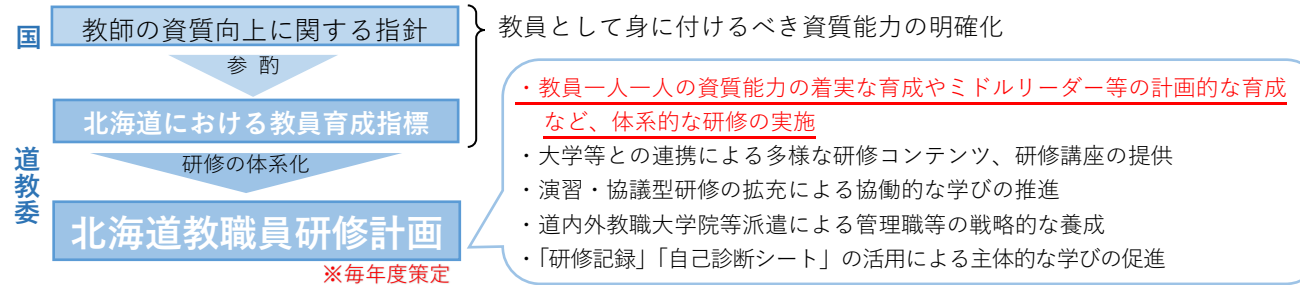 国
教師の資質向上に関する指針
教員として身に付けるべき資質能力の明確化
参 酌
北海道における教員育成指標
道教委
研修の体系化
北海道教職員研修計画
※毎年度策定
・教員一人一人の資質能力の着実な育成やミドルリーダー等の計画的な育成
など、体系的な研修の実施
・大学等との連携による多様な研修コンテンツ、研修講座の提供
・演習・協議型研修の拡充による協働的な学びの推進
・道内外教職大学院等派遣による管理職等の戦略的な養成
・「研修記録」「自己診断シート」の活用による主体的な学びの促進